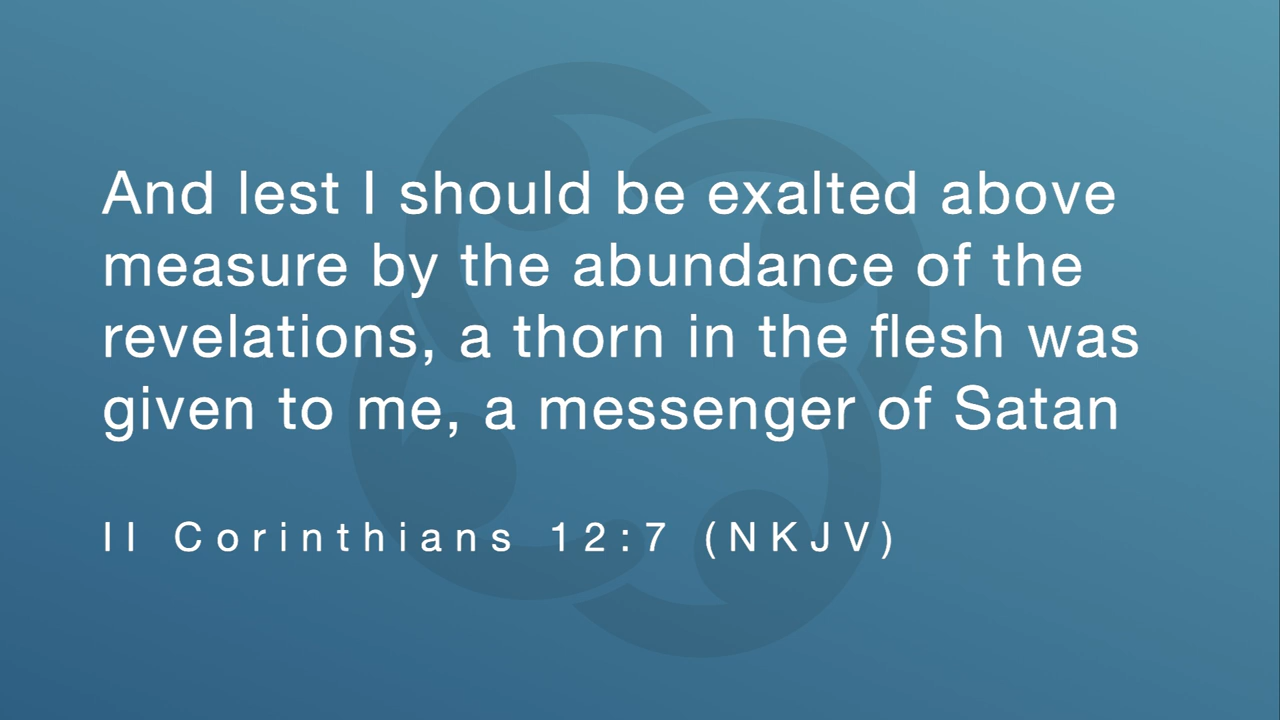 And lest I should be exalted above
measure by the abundance of the
revelations, a thorn in the flesh was
given to me, a messenger of Satan
II Corinthians 12:7 (NKJV)